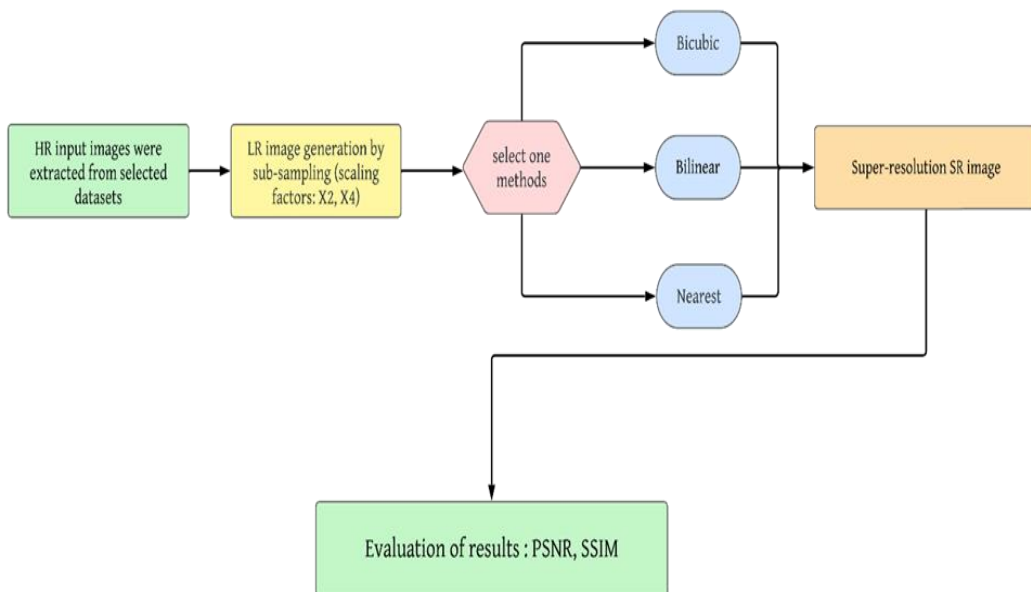 HR input images were
extracted from selected
datasets
LR image generation by
sub-sampling (scaling
factors: X2, X4)
select one
methods
Bicubic
Bilinear
Nearest
Super-resolution SR image
Evaluation of results : PSNR, SSIM